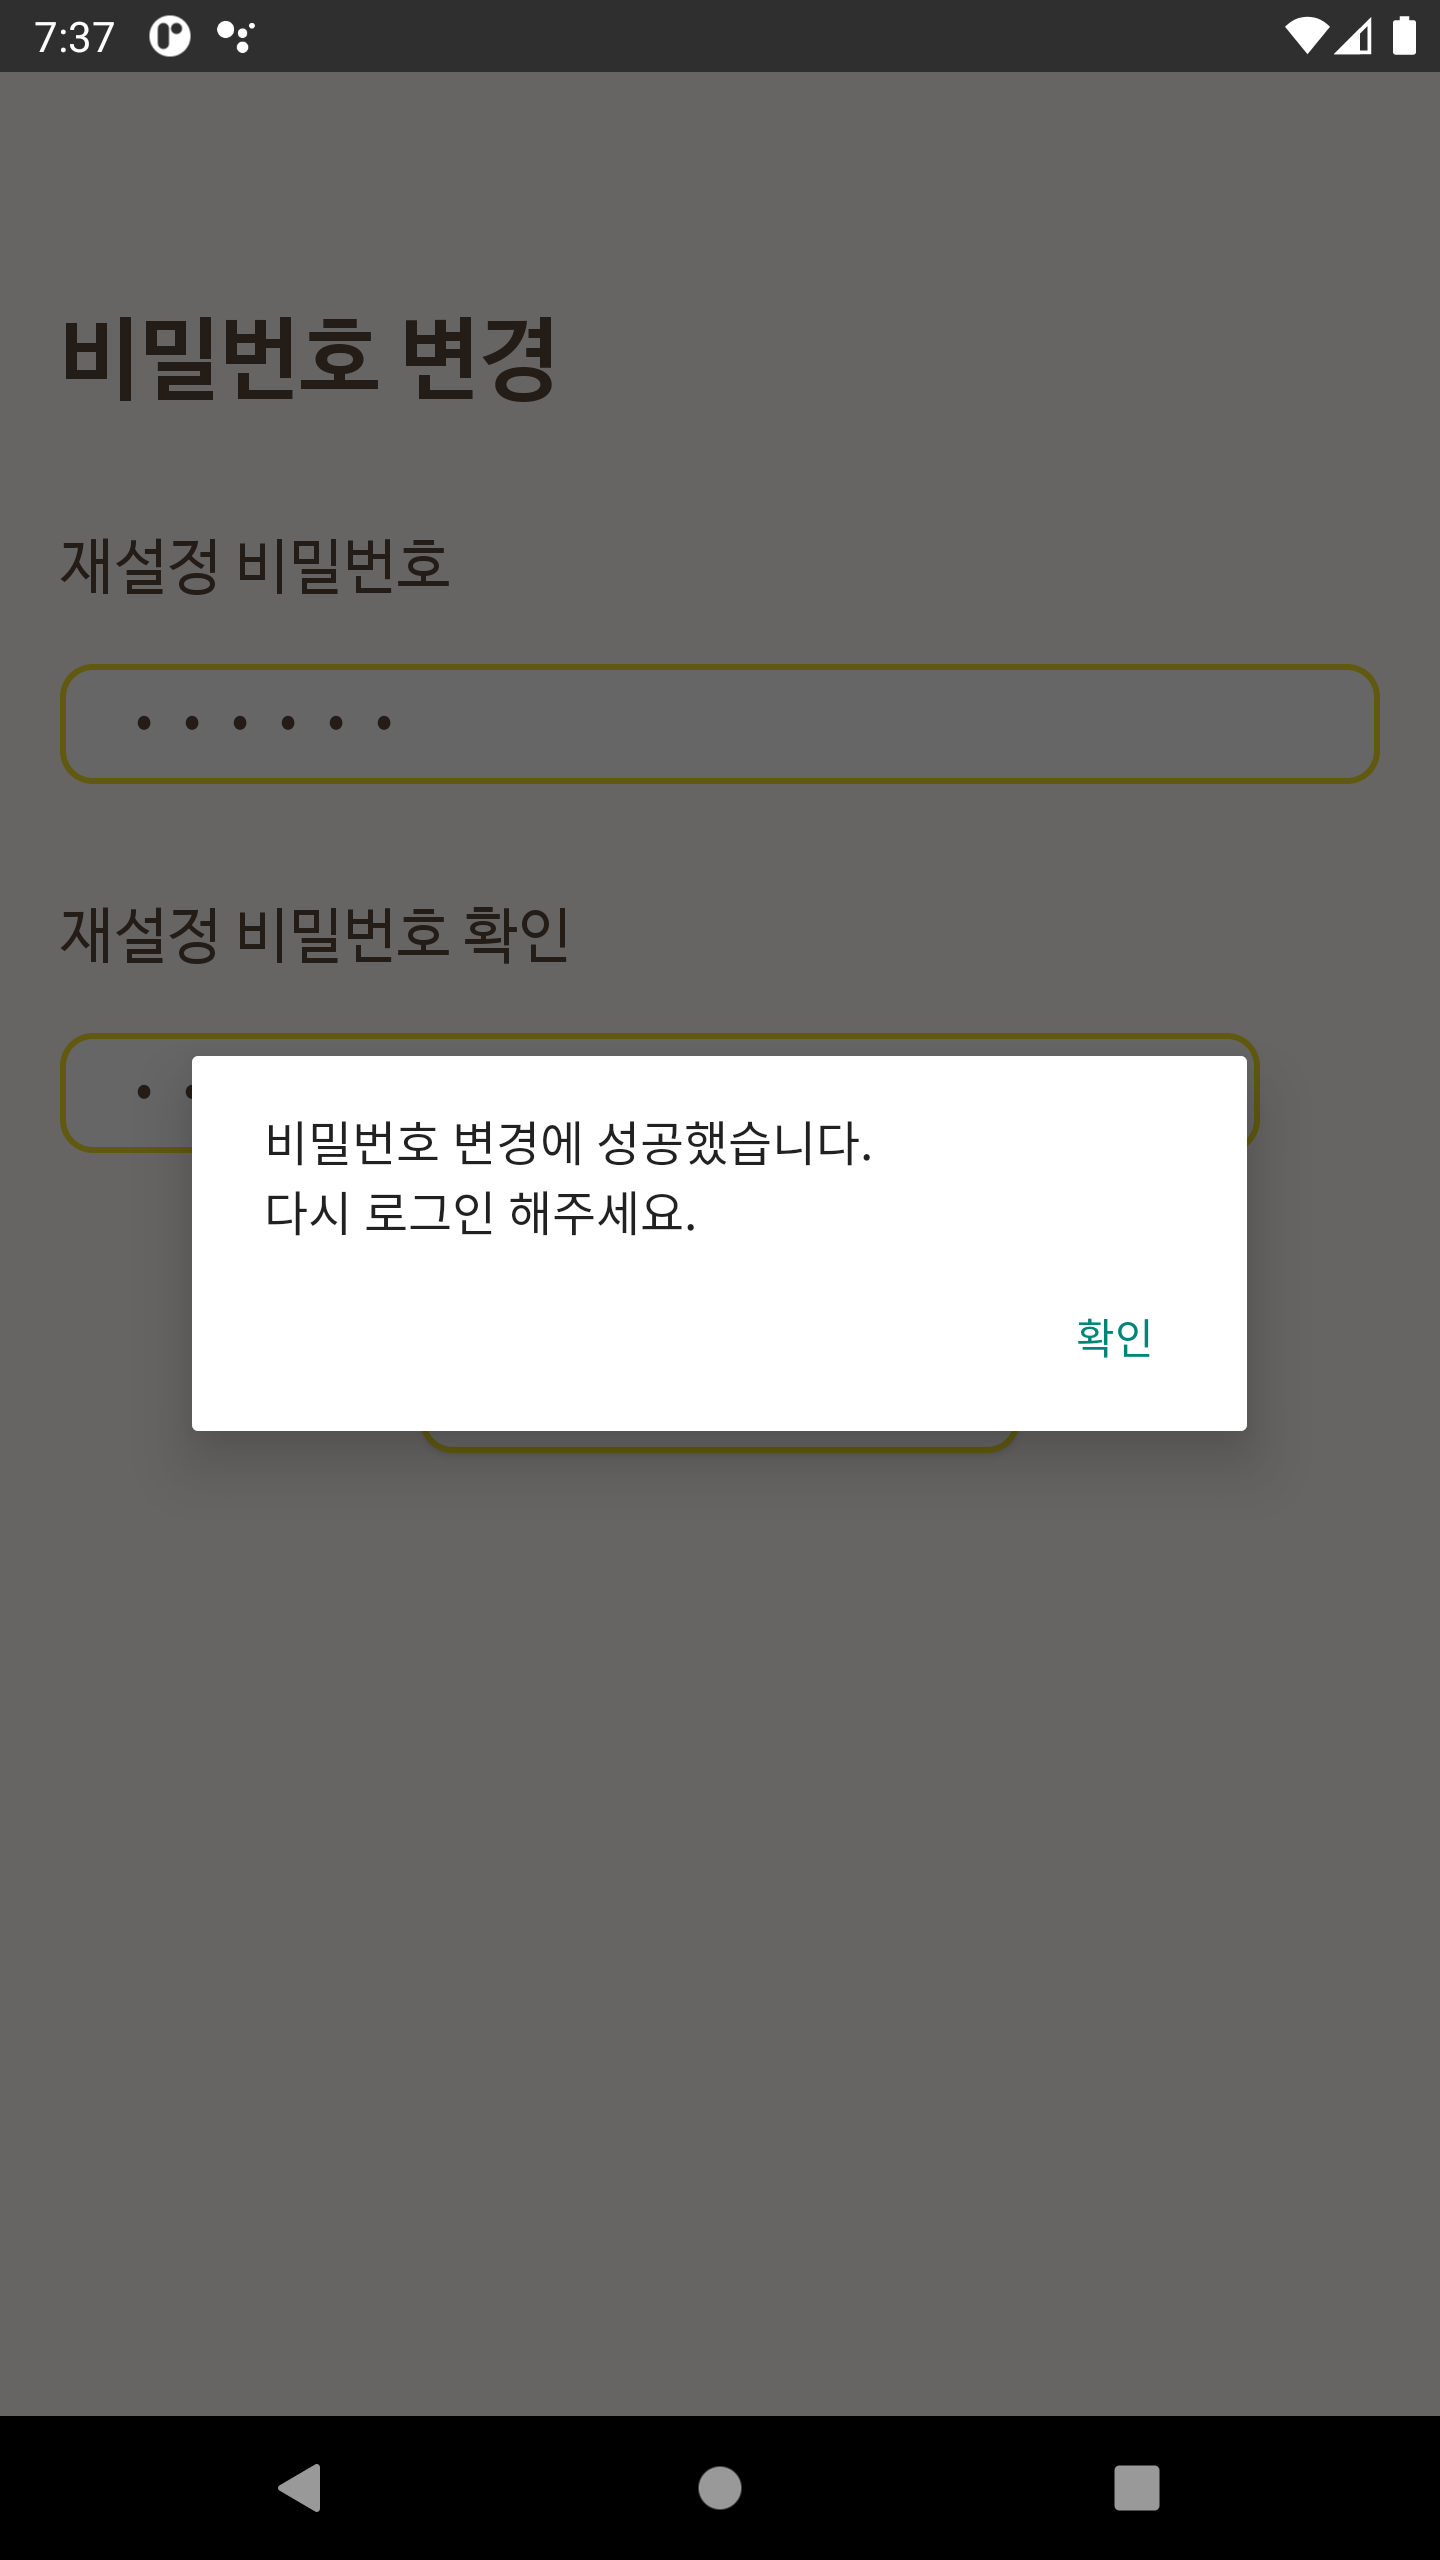 7:37
비밀번호 변경
재설정 비밀번호
재설정 비밀번호 확인
비밀번호 변경에 성공했습니다.
다시 로그인 해주세요.
확인